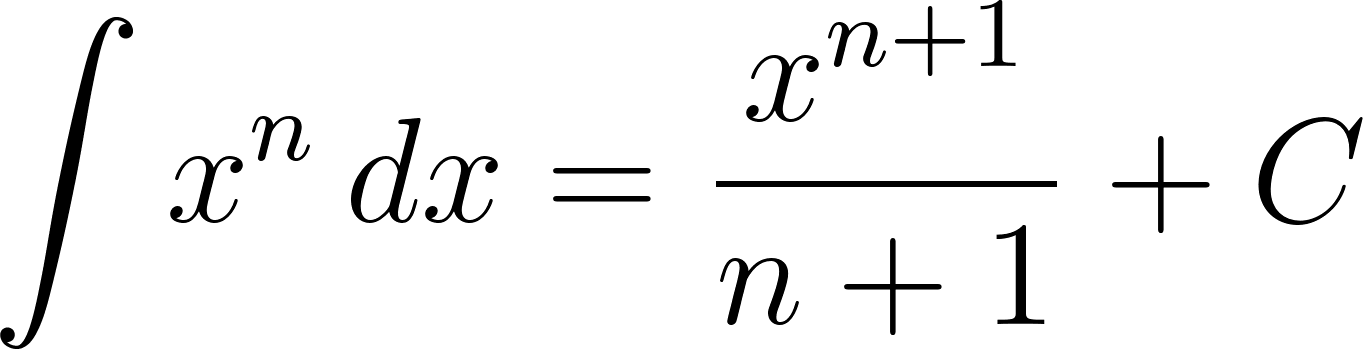 ∫ xⁿ dx = xⁿ⁺¹/(n + 1) + C